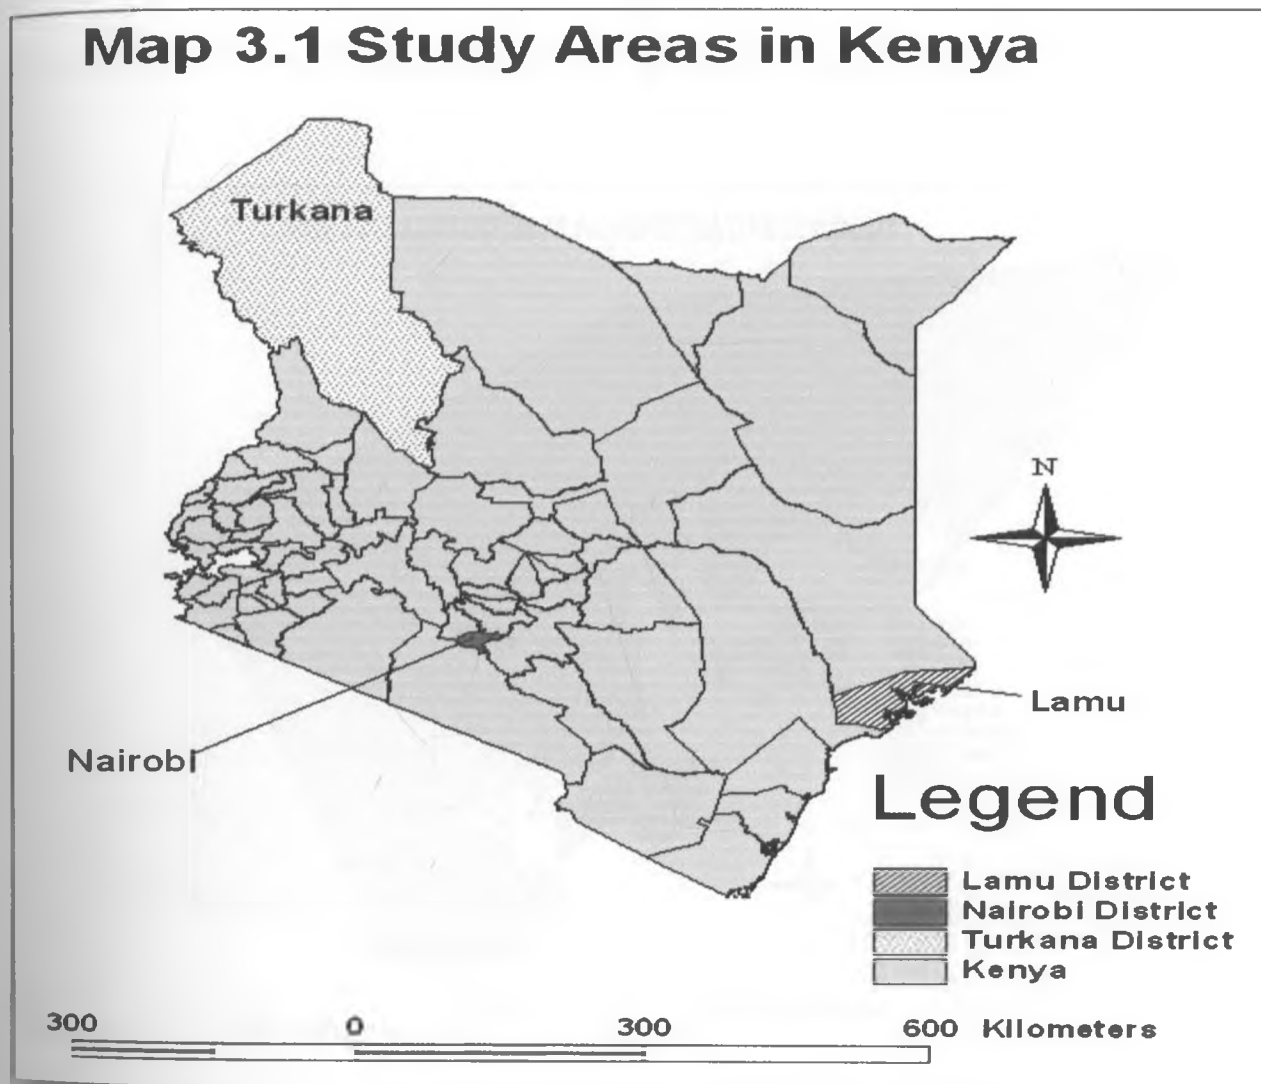 Map 3.1 Study Areas in Kenya
Turkana
N
Lamu
Nairobi
Legend
Lamu District
Nairobi District
Turkana District
Kenya
300 0 300 600 Kilometers